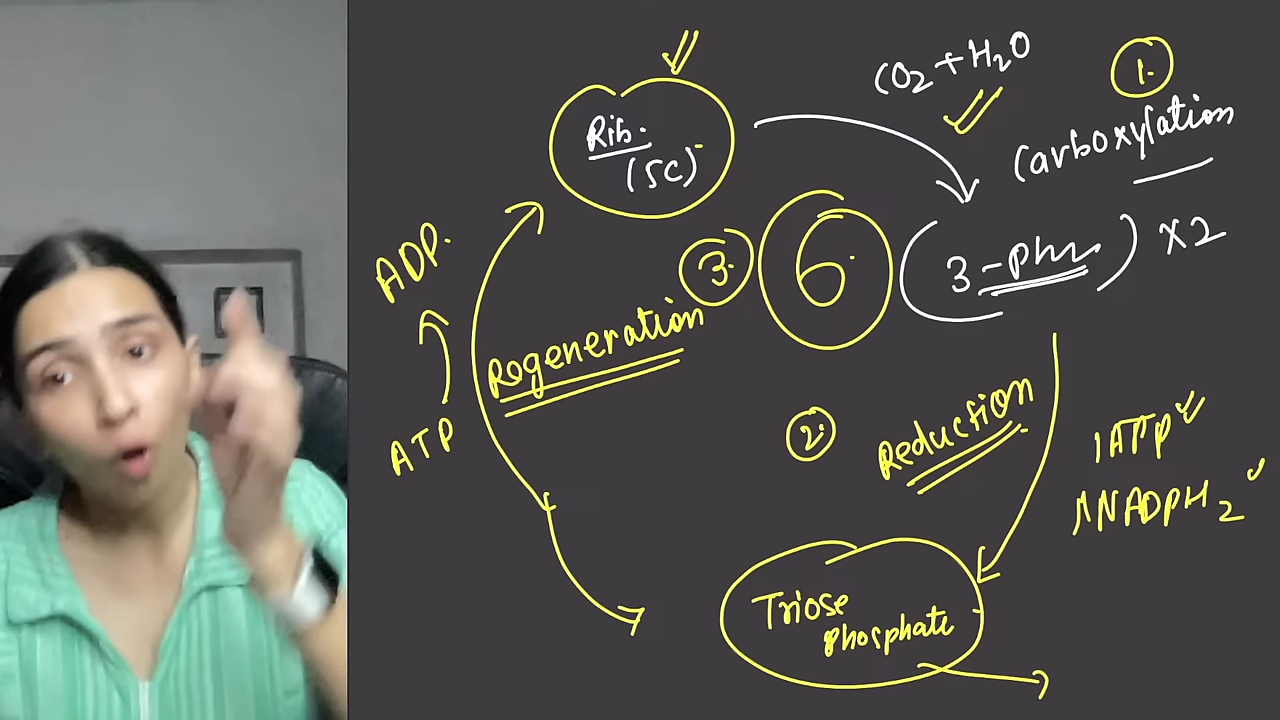 CO2 + H2O
1.
Carboxylation
Rib.
(5C)
3-Phs
x2
3.
6.
ADP.
Regeneration
ATP
2.
Reduction
1ATP
1NADPH2
Triose
phosphate